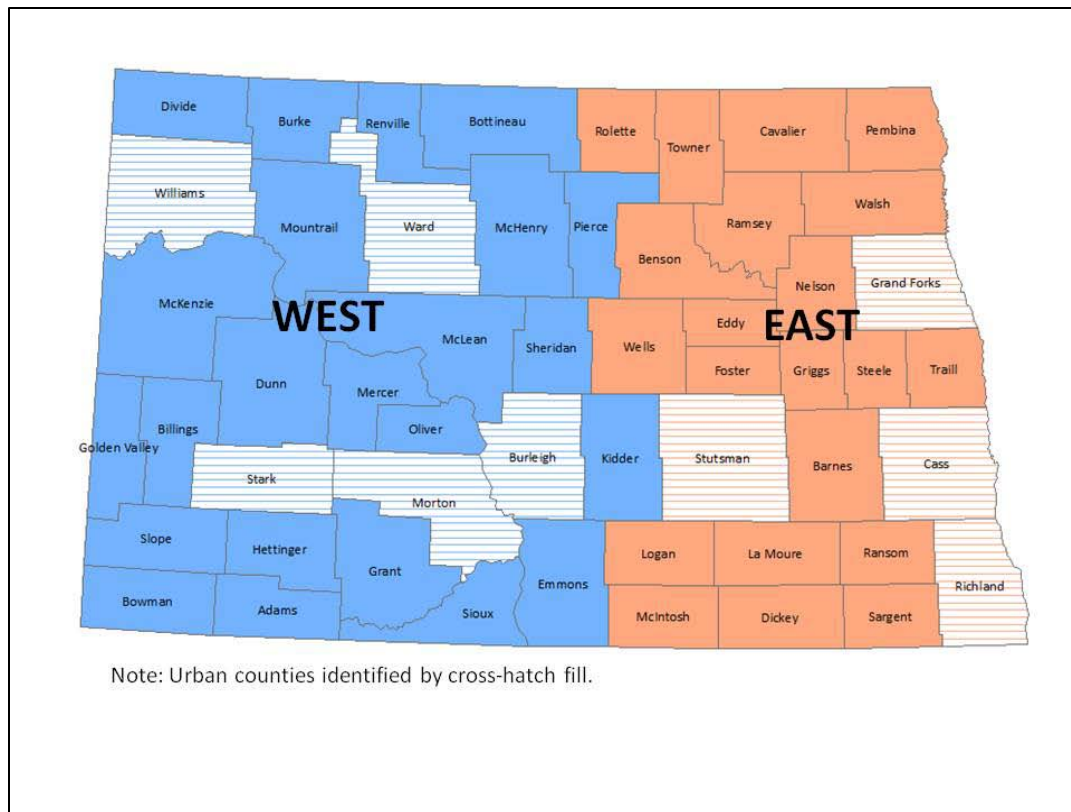 Divide
Burke
Renville
Bottineau
Rolette
Towner
Cavalier
Pembina
Williams
Mountrail
Ward
McHenry
Pierce
Benson
Ramsey
Walsh
Nelson
Grand Forks
McKenzie
WEST
McLean
Sheridan
Wells
Eddy
EAST
Foster
Griggs
Steele
Traill
Dunn
Mercer
Oliver
Golden Valley
Billings
Stark
Morton
Burleigh
Kidder
Stutsman
Barnes
Cass
Slope
Hettinger
Grant
Emmons
Logan
La Moure
Ransom
Richland
Bowman
Adams
Sioux
McIntosh
Dickey
Sargent
Note: Urban counties identified by cross-hatch fill.